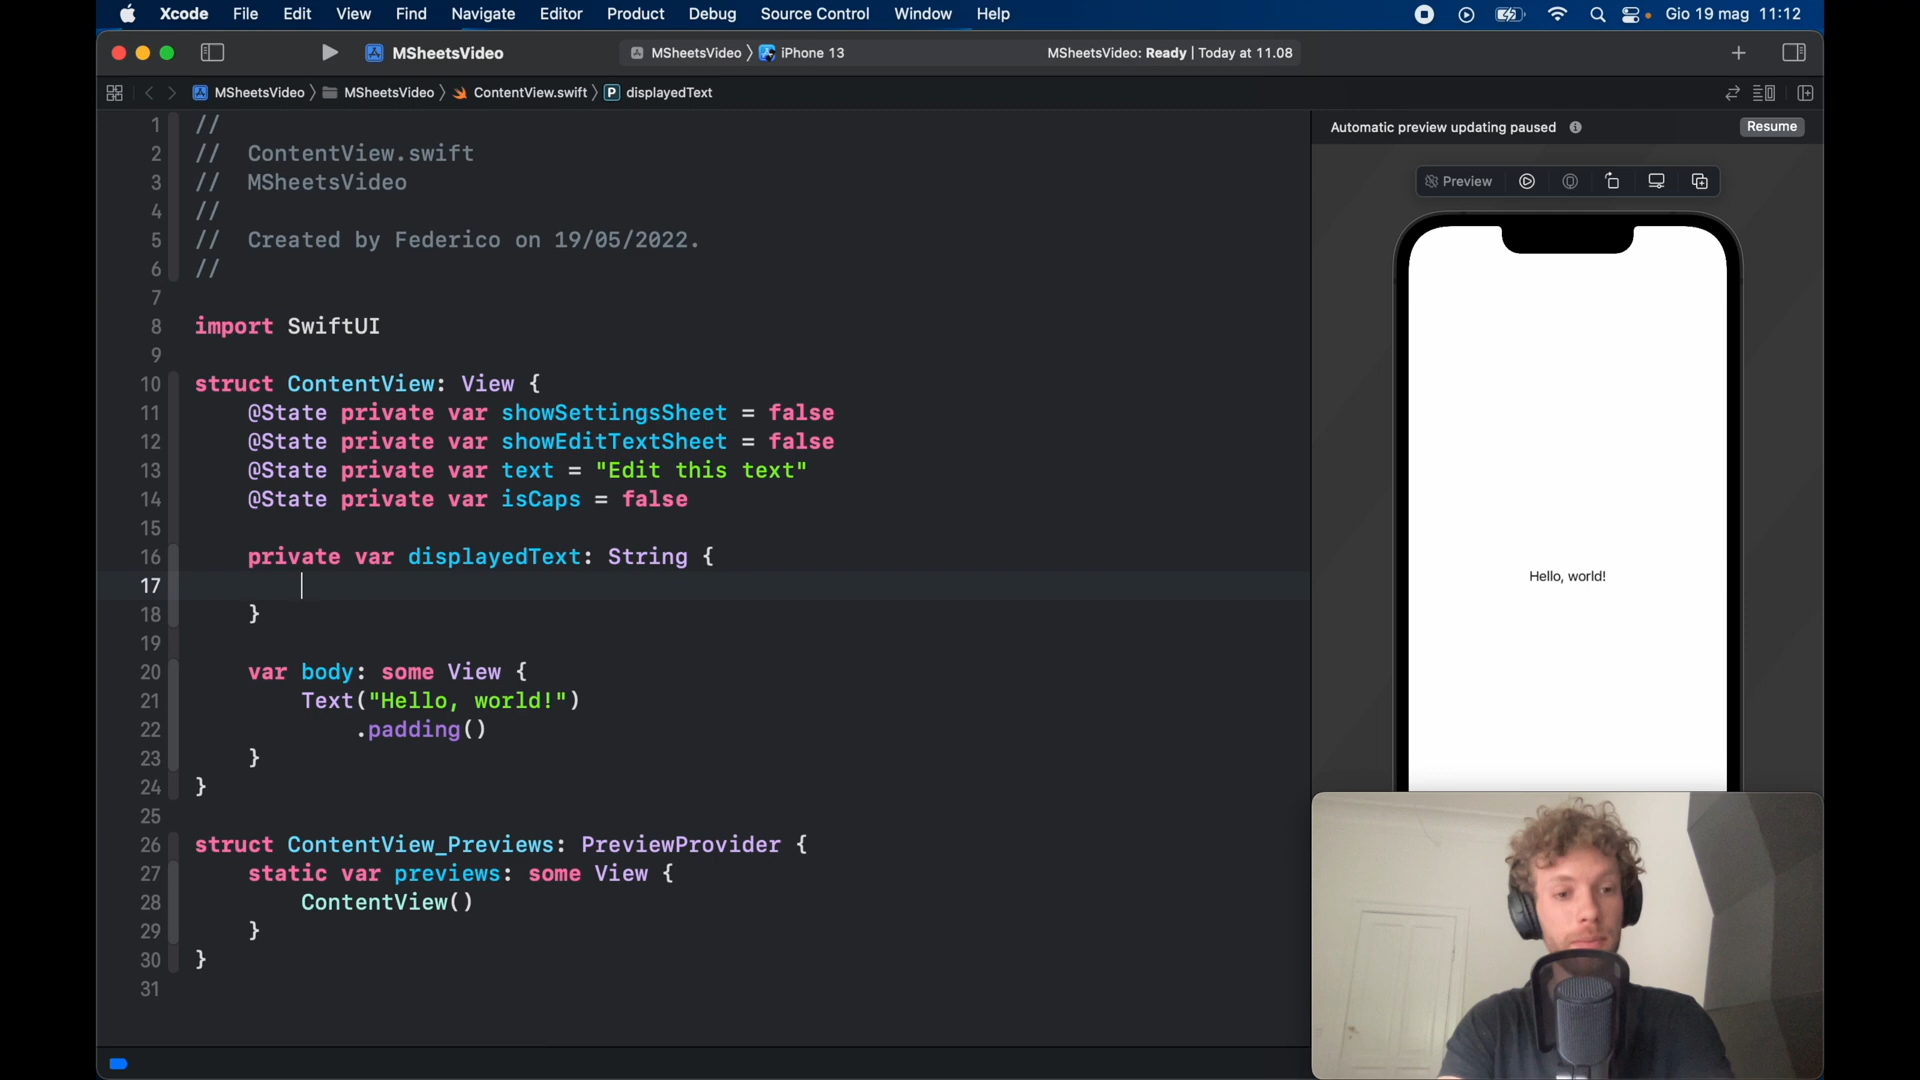 Xcode File Edit View Find Navigate Editor Product Debug Source Control Window Help Gio 19 mag 11:12
MSheetsVideo MSheetsVideo 〉 iPhone 13 MSheetsVideo: Ready | Today at 11.08
MSheetsVideo 〉 MSheetsVideo 〉 ContentView.swift 〉 P displayedText
Automatic preview updating paused Resume
Preview
Hello, world!
1 //
2 //  ContentView.swift
3 //  MSheetsVideo
4 //
5 //  Created by Federico on 19/05/2022.
6 //
7
8 import SwiftUI
9
10 struct ContentView: View {
11     @State private var showSettingsSheet = false
12     @State private var showEditTextSheet = false
13     @State private var text = "Edit this text"
14     @State private var isCaps = false
15
16     private var displayedText: String {
17
18     }
19
20     var body: some View {
21         Text("Hello, world!")
22             .padding()
23     }
24 }
25
26 struct ContentView_Previews: PreviewProvider {
27     static var previews: some View {
28         ContentView()
29     }
30 }
31